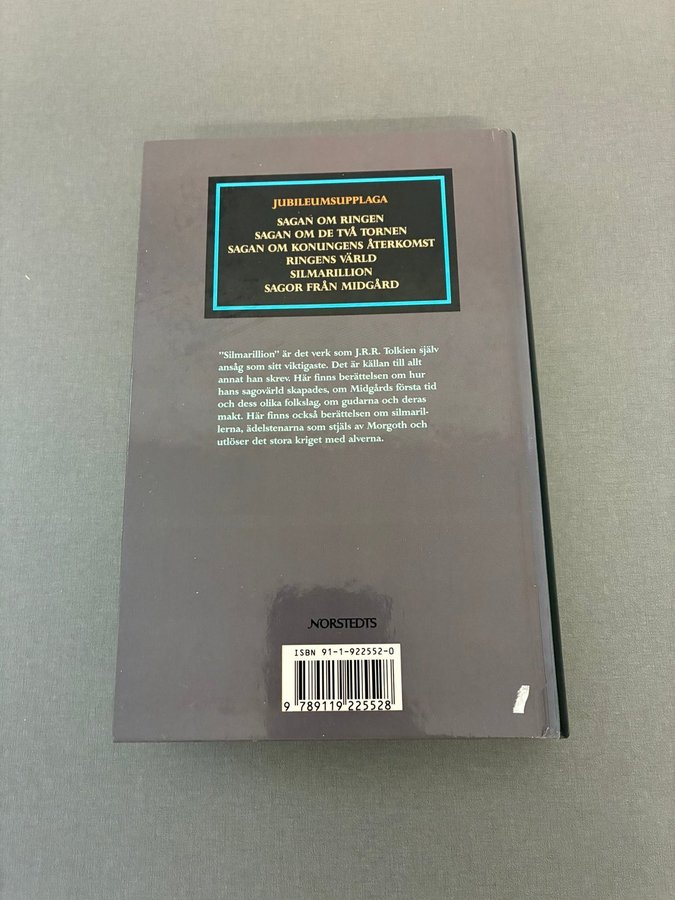 JUBILEUMSUPPLAGA
SAGAN OM RINGEN
SAGAN OM DE TVÅ TORNEN
SAGAN OM KONUNGENS ÅTERKOMST
RINGENS VÄRLD
SILMARILLION
SAGOR FRÅN MIDGÅRD
”Silmarillion” är det verk som J.R.R. Tolkien själv
ansåg som sitt viktigaste. Det är källan till allt
annat han skrev. Här finns berättelsen om hur
hans sagovärld skapades, om Midgårds första tid
och dess olika folkslag, om gudarna och deras
makt. Här finns också berättelsen om silmaril-
lerna, ädelstenarna som stjäls av Morgoth och
utlöser det stora kriget med alverna.
NORSTEDTS
ISBN 91-1-922552-0
9 789119 225528